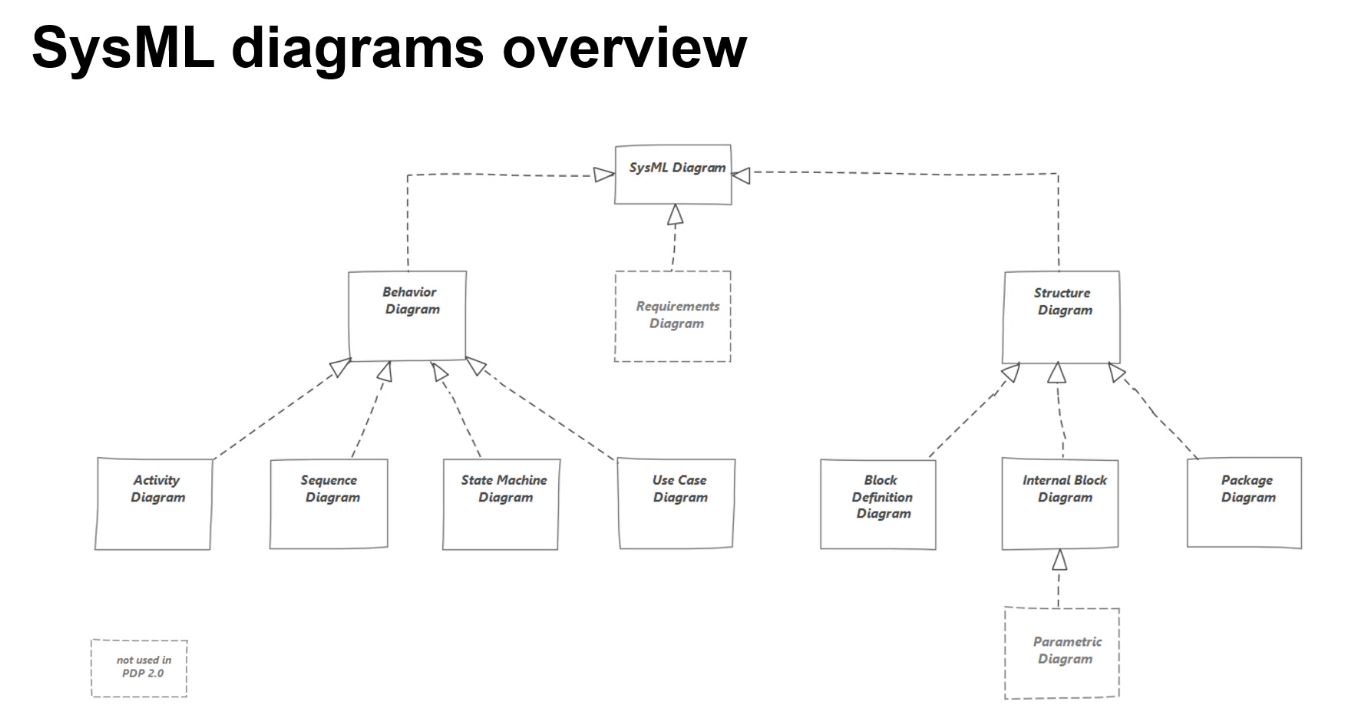 SysML diagrams overview
SysML Diagram
Behavior
Diagram
Requirements
Diagram
Structure
Diagram
Activity
Diagram
Sequence
Diagram
State Machine
Diagram
Use Case
Diagram
Block
Definition
Diagram
Internal Block
Diagram
Package
Diagram
Parametric
Diagram
not used in
PDP 2.0